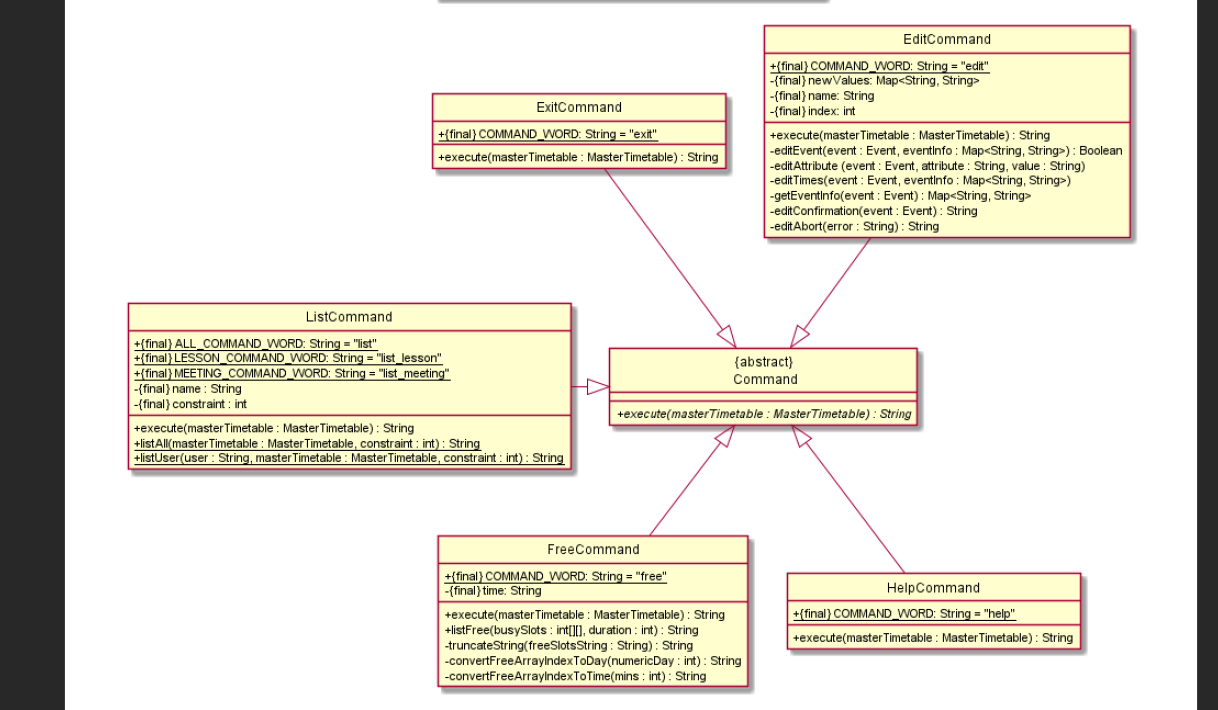 EditCommand
+{final} COMMAND_WORD: String = "edit"
-{final} newValues: Map<String, String>
-{final} name: String
-{final} index: int
+execute(masterTimetable : MasterTimetable) : String
-editEvent(event : Event, eventInfo : Map<String, String>) : Boolean
-editAttribute (event : Event, attribute : String, value : String)
-editTimes(event : Event, eventInfo : Map<String, String>)
-getEventInfo(event : Event) : Map<String, String>
-editConfirmation(event : Event) : String
-editAbort(error : String) : String
ExitCommand
+{final} COMMAND_WORD: String = "exit"
+execute(masterTimetable : MasterTimetable) : String
ListCommand
+{final} ALL_COMMAND_WORD: String = "list"
+{final} LESSON_COMMAND_WORD: String = "list_lesson"
+{final} MEETING_COMMAND_WORD: String = "list_meeting"
-{final} name : String
-{final} constraint : int
+execute(masterTimetable : MasterTimetable) : String
+listAll(masterTimetable : MasterTimetable, constraint : int) : String
+listUser(user : String, masterTimetable : MasterTimetable, constraint : int) : String
{abstract}
Command
+execute(masterTimetable : MasterTimetable) : String
FreeCommand
+{final} COMMAND_WORD: String = "free"
-{final} time: String
+execute(masterTimetable : MasterTimetable) : String
+listFree(busySlots : int[][], duration : int) : String
-truncateString(freeSlotsString : String) : String
-convertFreeArrayIndexToDay(numericDay : int) : String
-convertFreeArrayIndexToTime(mins : int) : String
HelpCommand
+{final} COMMAND_WORD: String = "help"
+execute(masterTimetable : MasterTimetable) : String